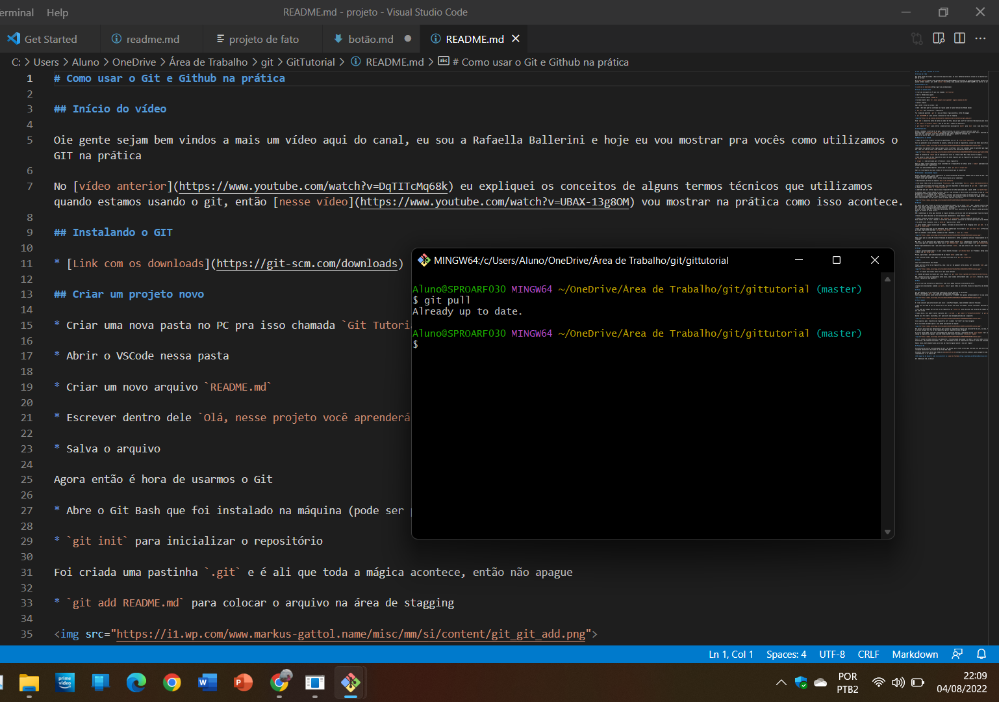 erminal Help
README.md - projeto - Visual Studio Code
Get Started readme.md projeto de fato botão.md README.md
C: > Users > Aluno > OneDrive > Área de Trabalho > git > GitTutorial > README.md > # Como usar o Git e Github na prática
1 # Como usar o Git e Github na prática
2
3 ## Início do vídeo
4
5 Oie gente sejam bem vindos a mais um vídeo aqui do canal, eu sou a Rafaella Ballerini e hoje eu vou mostrar pra vocês como utilizamos o
GIT na prática
6
7 No [vídeo anterior](https://www.youtube.com/watch?v=DqTITcMq68k) eu expliquei os conceitos de alguns termos técnicos que utilizamos
quando estamos usando o git, então [nesse vídeo](https://www.youtube.com/watch?v=UBAX-13g8OM) vou mostrar na prática como isso acontece.
8
9 ## Instalando o GIT
10
11 * [Link com os downloads](https://git-scm.com/downloads)
12
13 ## Criar um projeto novo
14
15 * Criar uma nova pasta no PC pra isso chamada `Git Tutori
16
17 * Abrir o VSCode nessa pasta
18
19 * Criar um novo arquivo `README.md`
20
21 * Escrever dentro dele `Olá, nesse projeto você aprenderá
22
23 * Salva o arquivo
24
25 Agora então é hora de usarmos o Git
26
27 * Abre o Git Bash que foi instalado na máquina (pode ser
28
29 * `git init` para inicializar o repositório
30
31 Foi criada uma pastinha `.git` e é ali que toda a mágica acontece, então não apague
32
33 * `git add README.md` para colocar o arquivo na área de stagging
34
35 <img src="https://i1.wp.com/www.markus-gattol.name/misc/mm/si/content/git_git_add.png">
MINGW64:/c/Users/Aluno/OneDrive/Área de Trabalho/git/gittutorial
Aluno@SPROARF030 MINGW64 ~/OneDrive/Área de Trabalho/git/gittutorial (master)
$ git pull
Already up to date.
Aluno@SPROARF030 MINGW64 ~/OneDrive/Área de Trabalho/git/gittutorial (master)
$
Ln 1, Col 1 Spaces: 4 UTF-8 CRLF Markdown
prime video
W P
POR
PTB2
22:09
04/08/2022